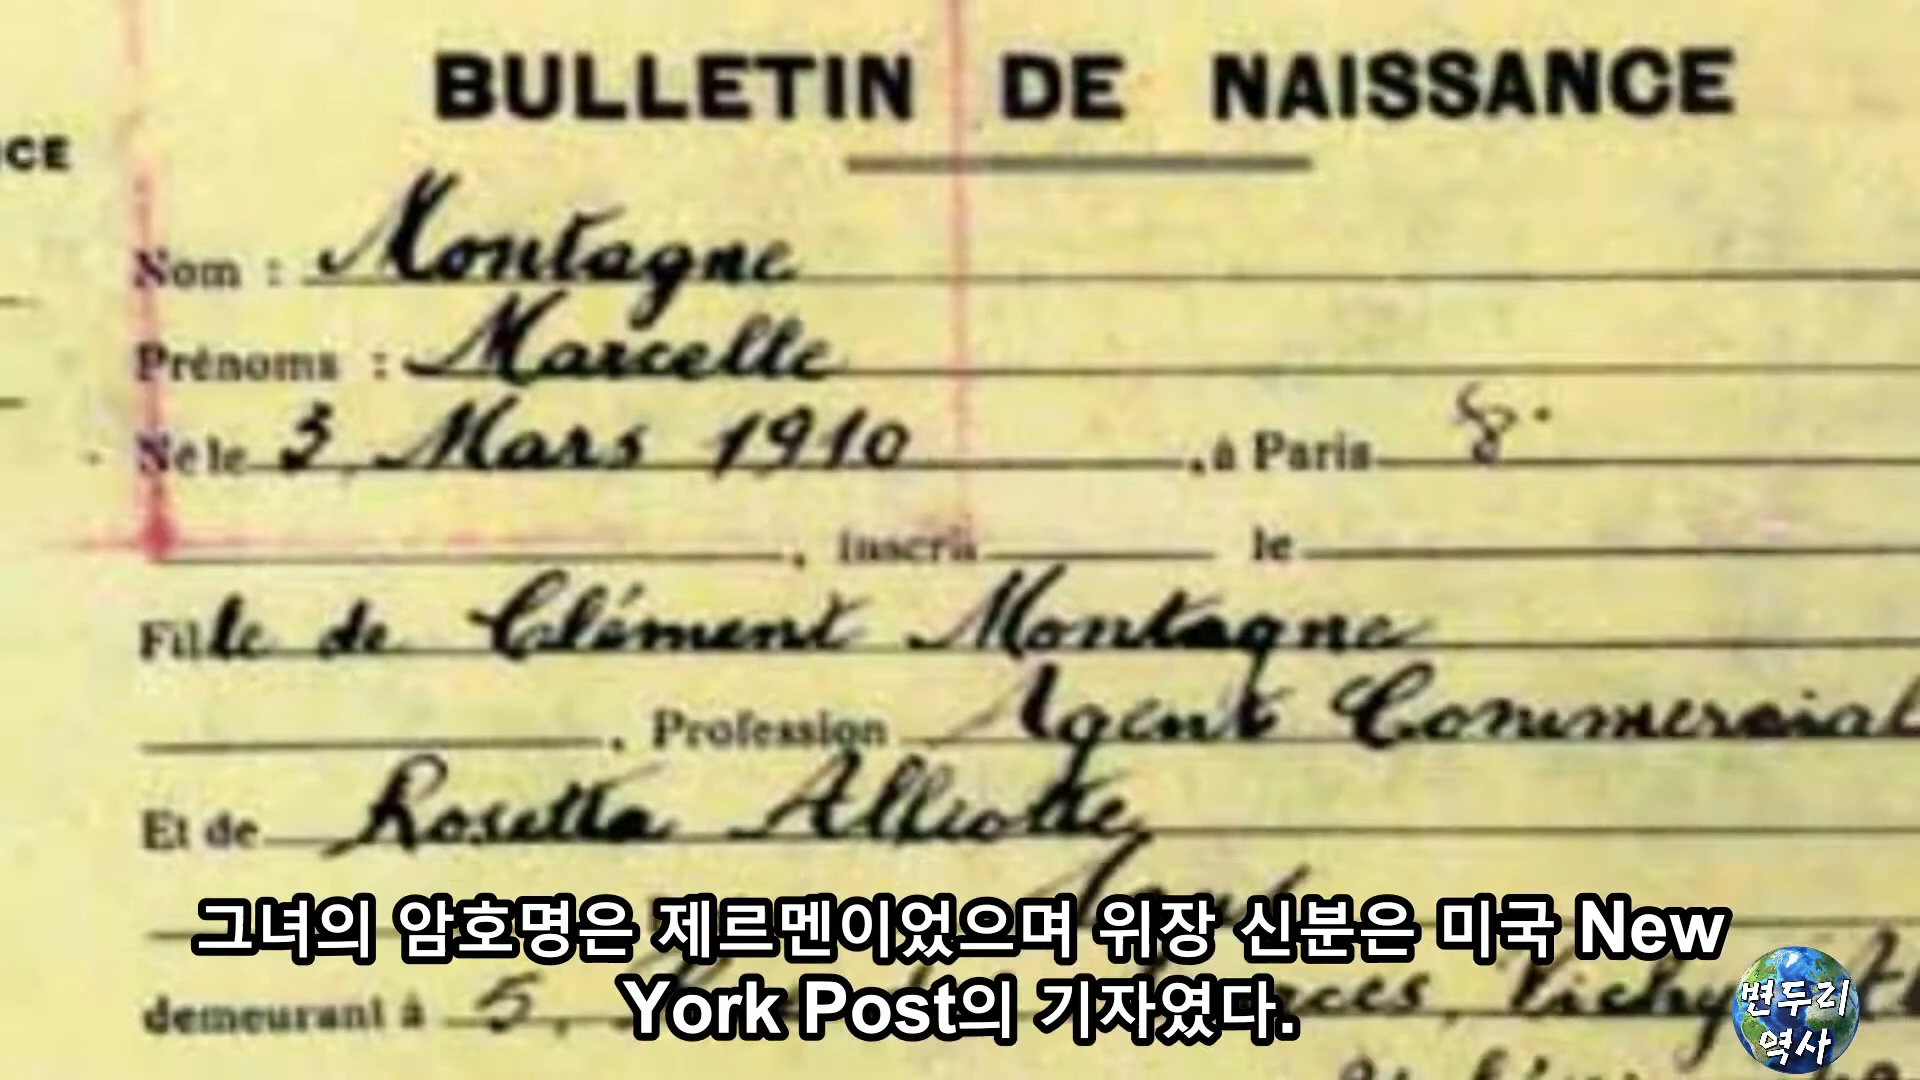 BULLETIN DE NAISSANCE
CE
Nom : Montagne
Prénoms : Marcelle
Né le 3 Mars 1910, à Paris 8.
, inscrit le
Fille de Clément Montagne
, Profession Agent Commercial
Et de Rosetta Alliotte
그녀의 암호명은 제르멘이었으며 위장 신분은 미국 New
York Post의 기자였다.
demeurant à 5, Vichy
변두리
역사